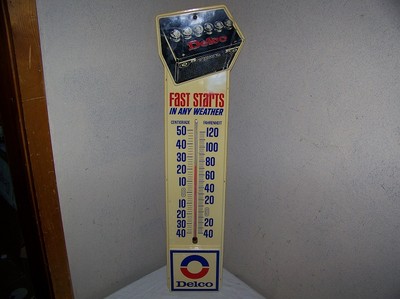 Delco
FAST STARTS
IN ANY WEATHER
CENTIGRADE FAHRENHEIT
50 120
40 100
30 80
20 60
10 40
0 20
10 0
20
30 20
40 40
Delco